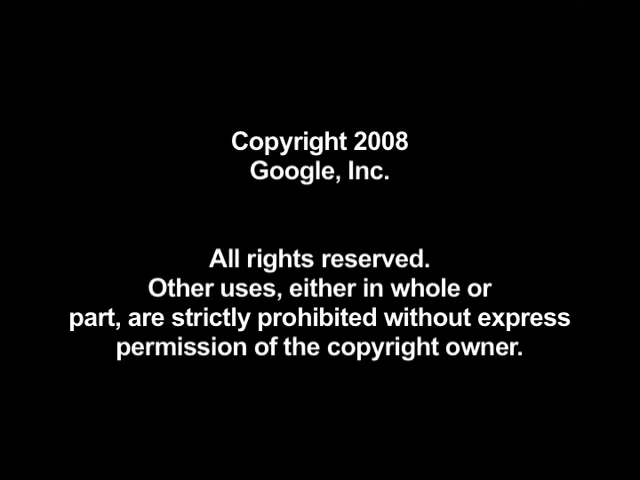 Copyright 2008
Google, Inc.
All rights reserved.
Other uses, either in whole or
part, are strictly prohibited without express
permission of the copyright owner.